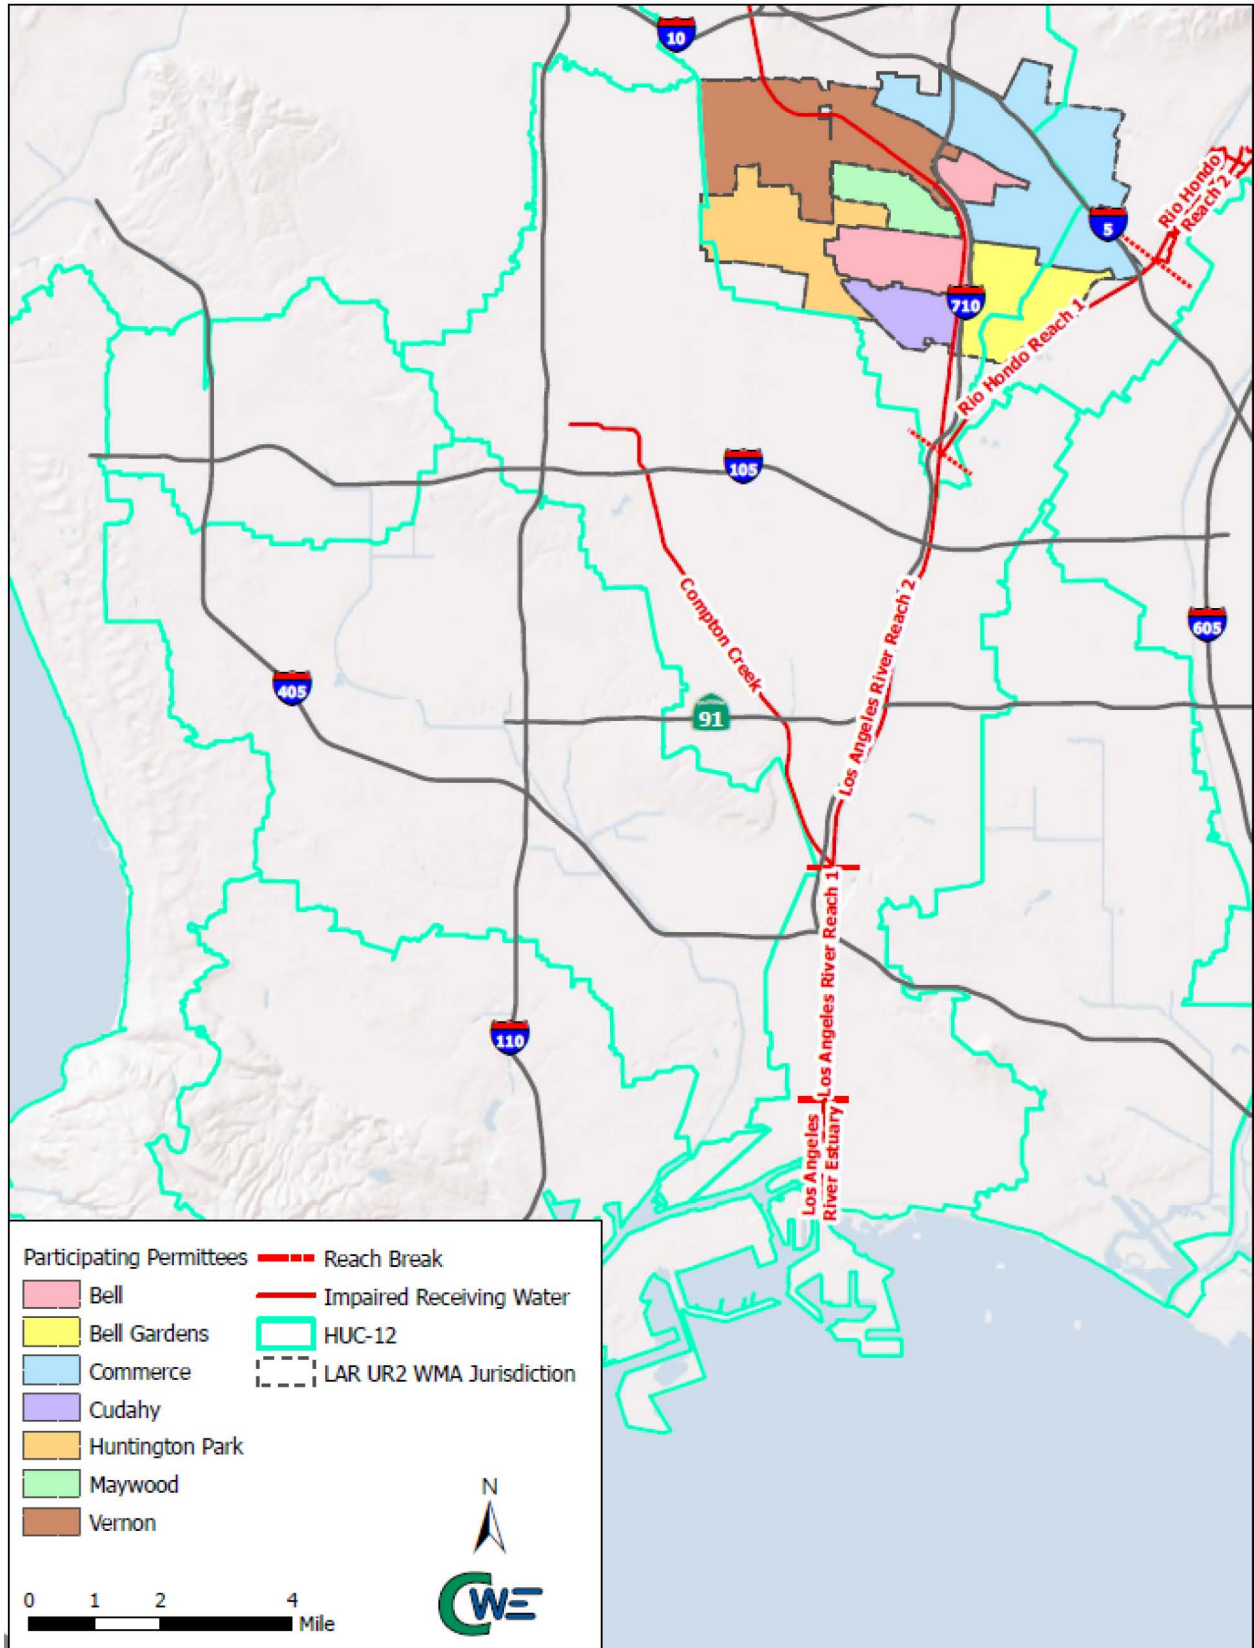 10
5
Rio Hondo
Reach 2
710
Rio Hondo Reach 1
105
Compton Creek
Los Angeles River Reach 2
605
405
91
Los Angeles River Reach 1
110
Los Angeles
River Estuary
Participating Permittees
Bell
Bell Gardens
Commerce
Cudahy
Huntington Park
Maywood
Vernon
Reach Break
Impaired Receiving Water
HUC-12
LAR UR2 WMA Jurisdiction
N
0 1 2 4
Mile
CWE